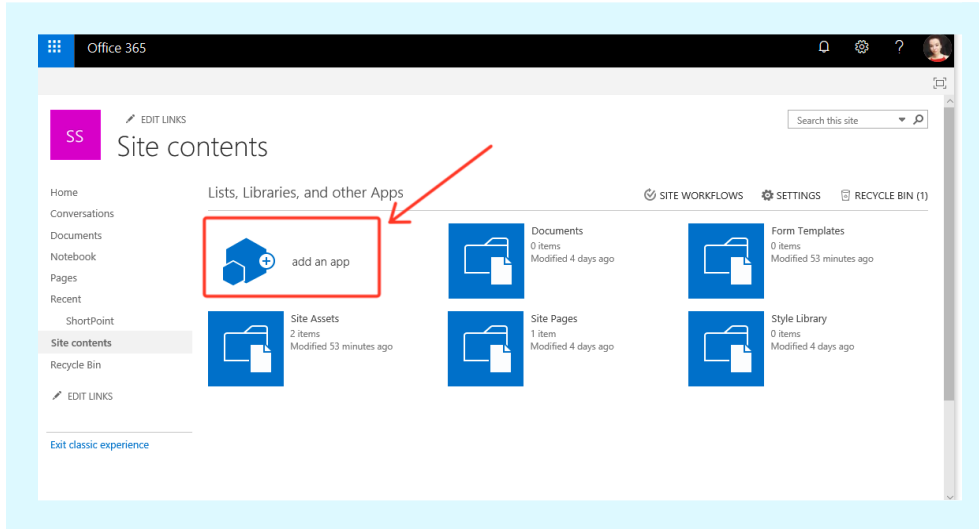 Office 365
?
EDIT LINKS
SS
Site contents
Search this site
Home
Conversations
Documents
Notebook
Pages
Recent
ShortPoint
Site contents
Recycle Bin
EDIT LINKS
Exit classic experience
Lists, Libraries, and other Apps
SITE WORKFLOWS SETTINGS RECYCLE BIN (1)
add an app
Documents
0 items
Modified 4 days ago
Form Templates
0 items
Modified 53 minutes ago
Site Assets
2 items
Modified 53 minutes ago
Site Pages
1 item
Modified 4 days ago
Style Library
0 items
Modified 4 days ago